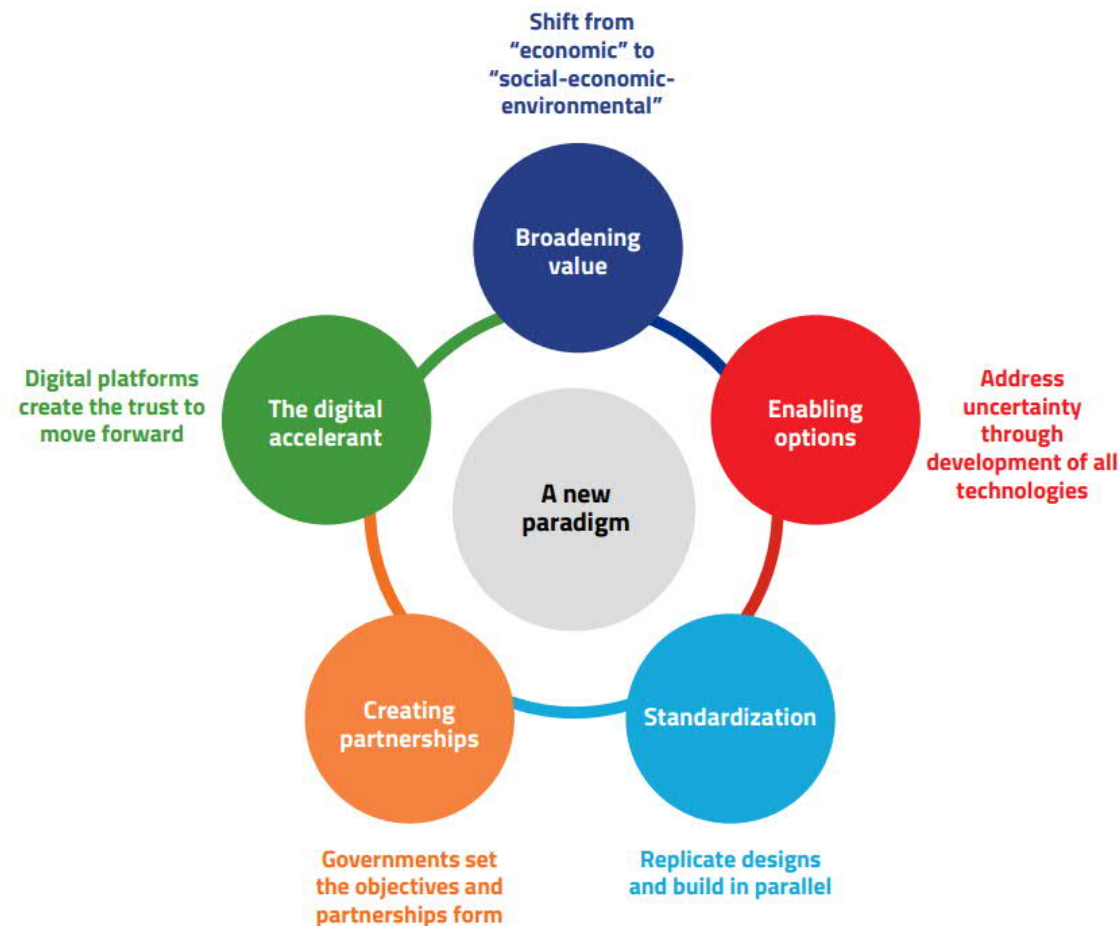 Shift from
“economic” to
“social-economic-
environmental”
Broadening
value
Enabling
options
Address
uncertainty
through
development of all
technologies
Standardization
Replicate designs
and build in parallel
Creating
partnerships
Governments set
the objectives and
partnerships form
The digital
accelerant
Digital platforms
create the trust to
move forward
A new
paradigm